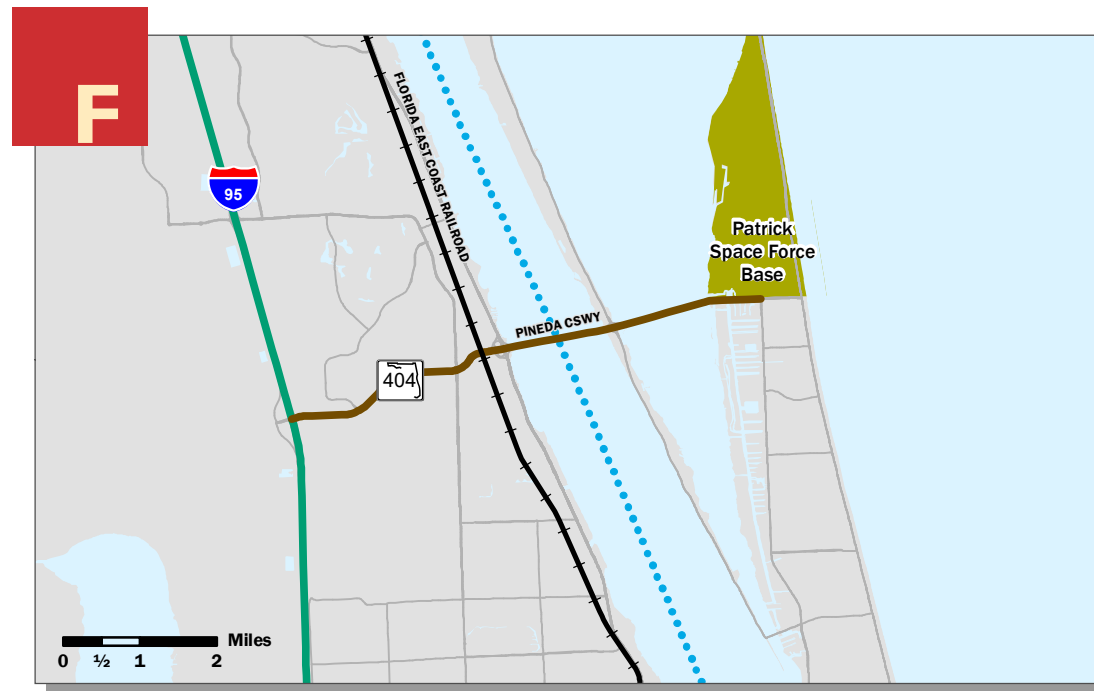 F
FLORIDA EAST COAST RAILROAD
95
Patrick
Space Force
Base
PINEDA CSWY
404
Miles
0 ½ 1 2